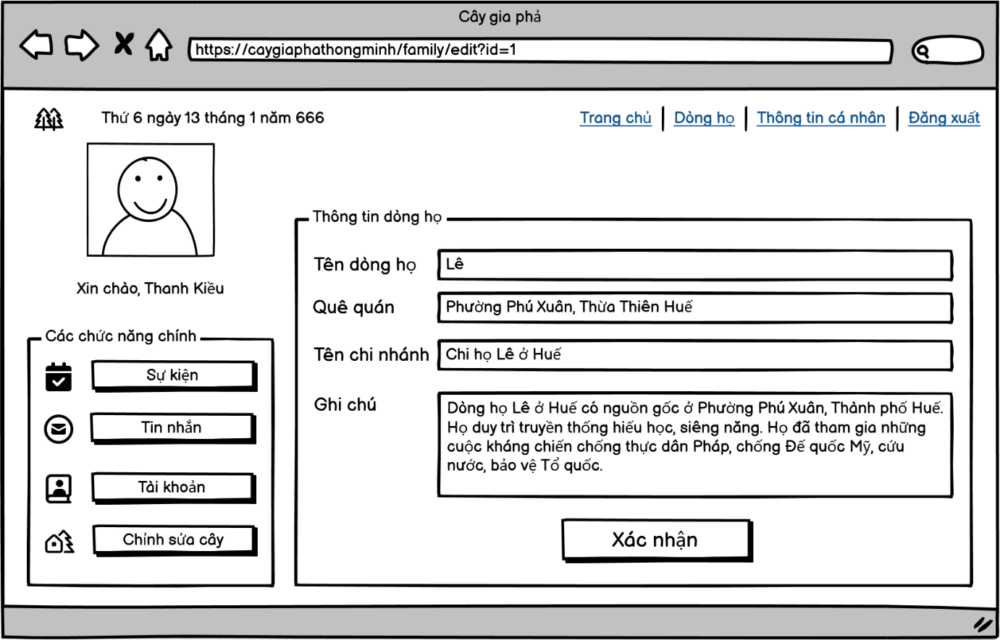 Cây gia phả
https://caygiaphathongminh/family/edit?id=1
Thứ 6 ngày 13 tháng 1 năm 666
Trang chủ
Dòng họ
Thông tin cá nhân
Đăng xuất
Xin chào, Thanh Kiều
Các chức năng chính
Sự kiện
Tin nhắn
Tài khoản
Chỉnh sửa cây
Thông tin dòng họ
Tên dòng họ
Lê
Quê quán
Phường Phú Xuân, Thừa Thiên Huế
Tên chi nhánh
Chi họ Lê ở Huế
Ghi chú
Dòng họ Lê ở Huế có nguồn gốc ở Phường Phú Xuân, Thành phố Huế.
Họ duy trì truyền thống hiếu học, siêng năng. Họ đã tham gia những
cuộc kháng chiến chống thực dân Pháp, chống Đế quốc Mỹ, cứu
nước, bảo vệ Tổ quốc.
Xác nhận